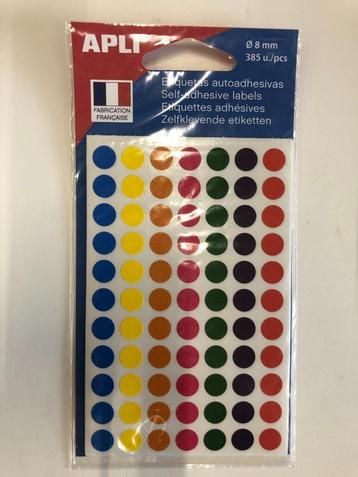 APLI
Ø 8 mm
385 u./pcs
Etiquetas autoadhesivas
Self-adhesive labels
Etiquettes adhésives
Zelfklevende etiketten
FABRICATION
FRANÇAISE